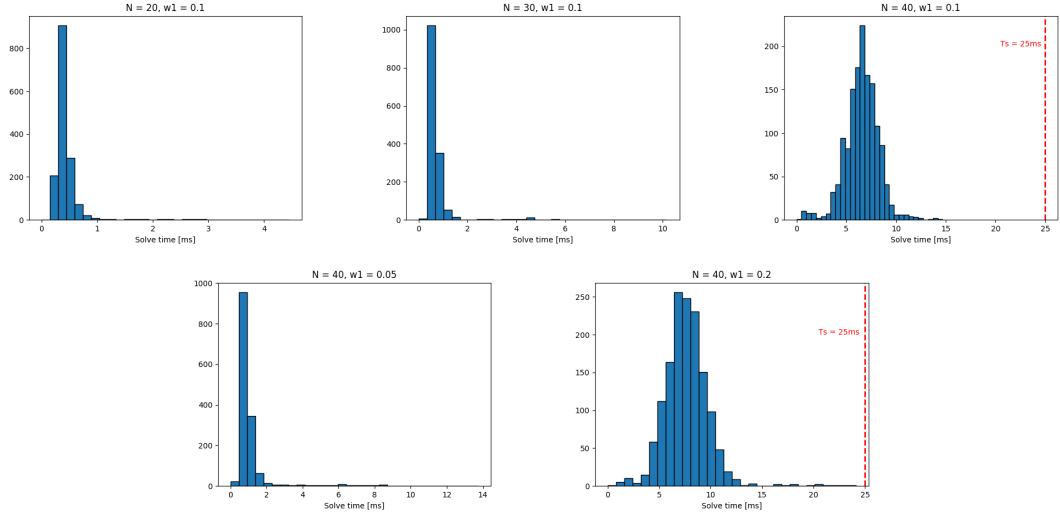 N = 20, w1 = 0.1
800
600
400
200
0
0 1 2 3 4
Solve time [ms]
N = 30, w1 = 0.1
1000
800
600
400
200
0
0 2 4 6 8 10
Solve time [ms]
N = 40, w1 = 0.1
Ts = 25ms
200
150
100
50
0
0 5 10 15 20 25
Solve time [ms]
N = 40, w1 = 0.05
1000
800
600
400
200
0
0 2 4 6 8 10 12 14
Solve time [ms]
N = 40, w1 = 0.2
250
Ts = 25ms
200
150
100
50
0
0 5 10 15 20 25
Solve time [ms]